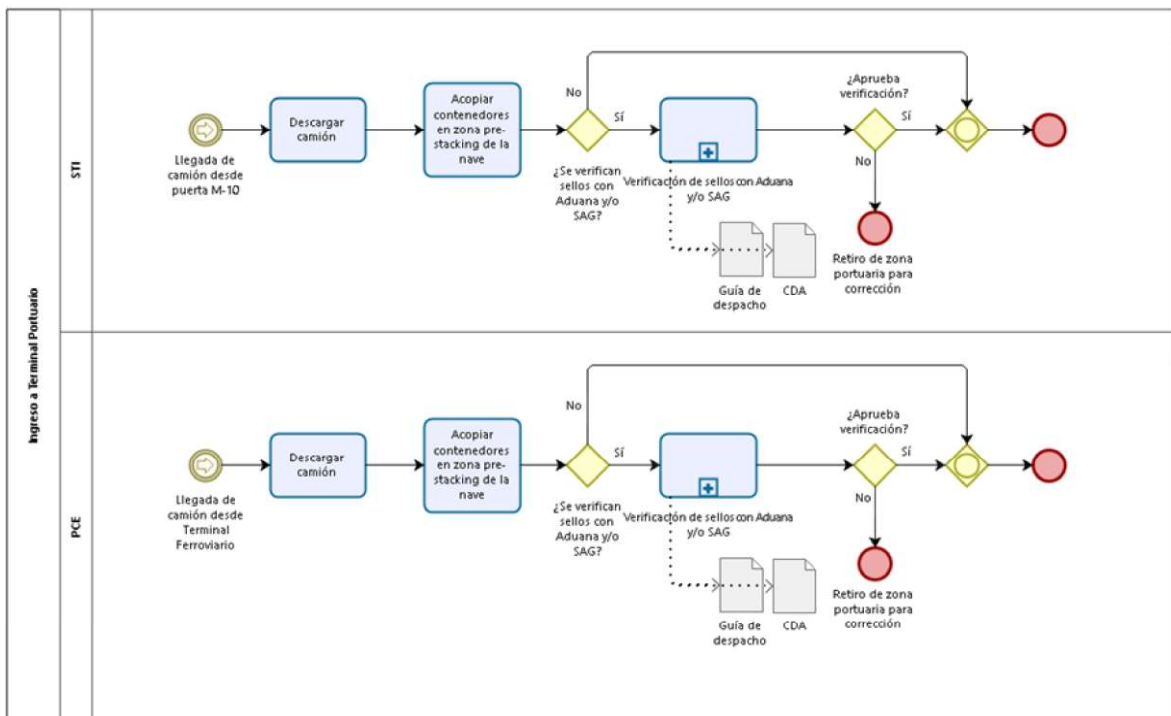 Ingreso a Terminal Portuario
STI
Llegada de
camión desde
puerta M-10
Descargar
camión
Acopiar
contenedores
en zona pre-
stacking de la
nave
No
Sí
¿Se verifican
sellos con
Aduana y/o
SAG?
Verificación de sellos con Aduana
y/o SAG
Guía de
despacho
CDA
¿Aprueba
verificación?
Sí
No
Retiro de zona
portuaria para
corrección
PCE
Llegada de
camión desde
Terminal
Ferroviario
Descargar
camión
Acopiar
contenedores
en zona pre-
stacking de la
nave
No
Sí
¿Se verifican
sellos con
Aduana y/o
SAG?
Verificación de sellos con Aduana
y/o SAG
Guía de
despacho
CDA
¿Aprueba
verificación?
Sí
No
Retiro de zona
portuaria para
corrección